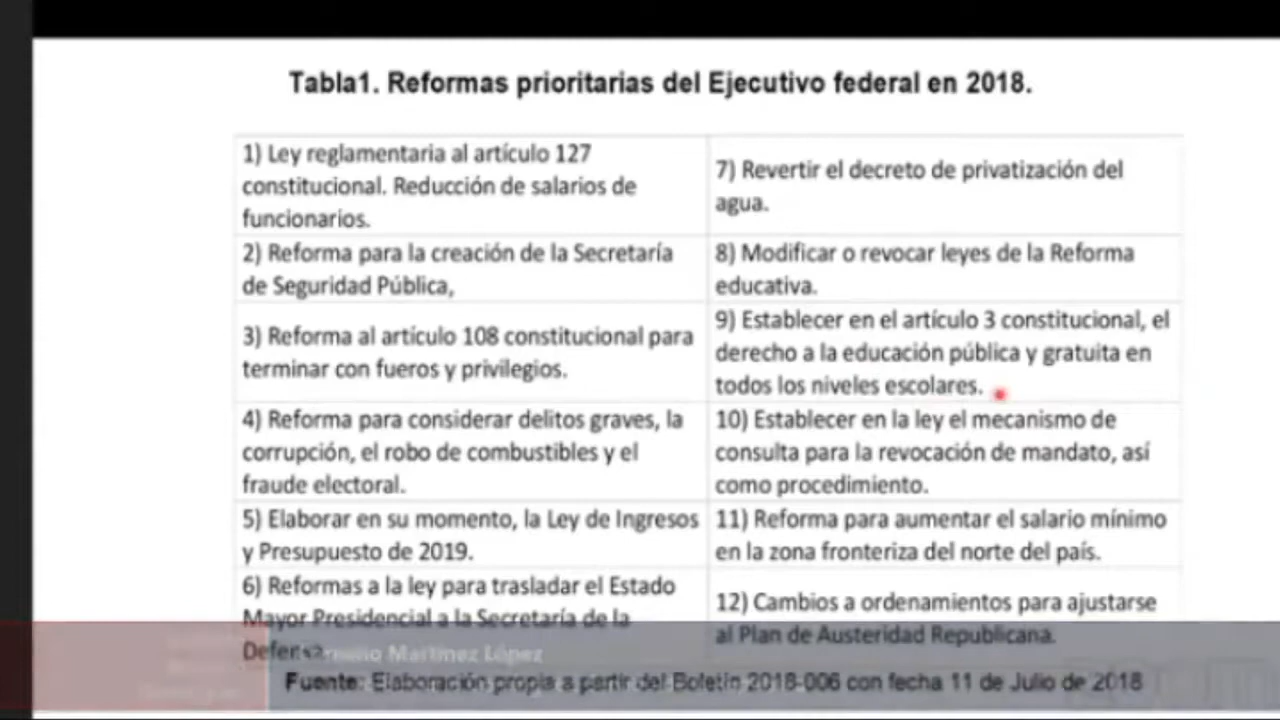 Tabla1. Reformas prioritarias del Ejecutivo federal en 2018.
1) Ley reglamentaria al artículo 127
constitucional. Reducción de salarios de
funcionarios.
7) Revertir el decreto de privatización del
agua.
2) Reforma para la creación de la Secretaría
de Seguridad Pública,
8) Modificar o revocar leyes de la Reforma
educativa.
3) Reforma al artículo 108 constitucional para
terminar con fueros y privilegios.
9) Establecer en el artículo 3 constitucional, el
derecho a la educación pública y gratuita en
todos los niveles escolares.
4) Reforma para considerar delitos graves, la
corrupción, el robo de combustibles y el
fraude electoral.
10) Establecer en la ley el mecanismo de
consulta para la revocación de mandato, así
como procedimiento.
5) Elaborar en su momento, la Ley de Ingresos
y Presupuesto de 2019.
11) Reforma para aumentar el salario mínimo
en la zona fronteriza del norte del país.
6) Reformas a la ley para trasladar el Estado
Mayor Presidencial a la Secretaría de la
12) Cambios a ordenamientos para ajustarse
al Plan de Austeridad Republicana.
Martínez López
Fuente: Elaboración propia a partir del Boletín 2018-006 con fecha 11 de Julio de 2018